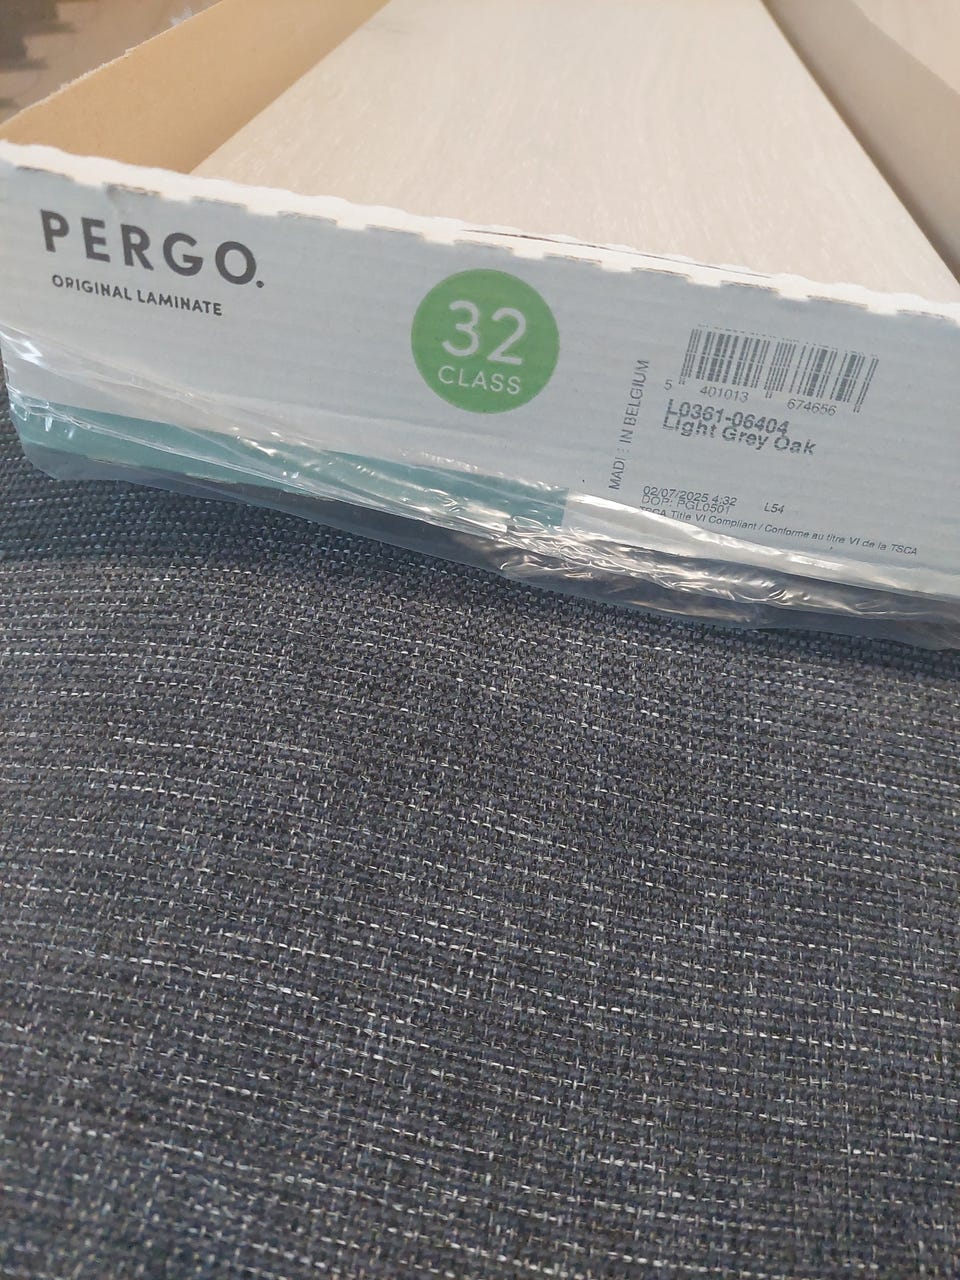 PERGO.
ORIGINAL LAMINATE
32
CLASS
MADE IN BELGIUM
5 401013 674656
L0361-06404
Light Grey Oak
02/07/2025 4:32 L54
DOP: PGL0501
TSCA Title VI Compliant / Conforme au titre VI de la TSCA